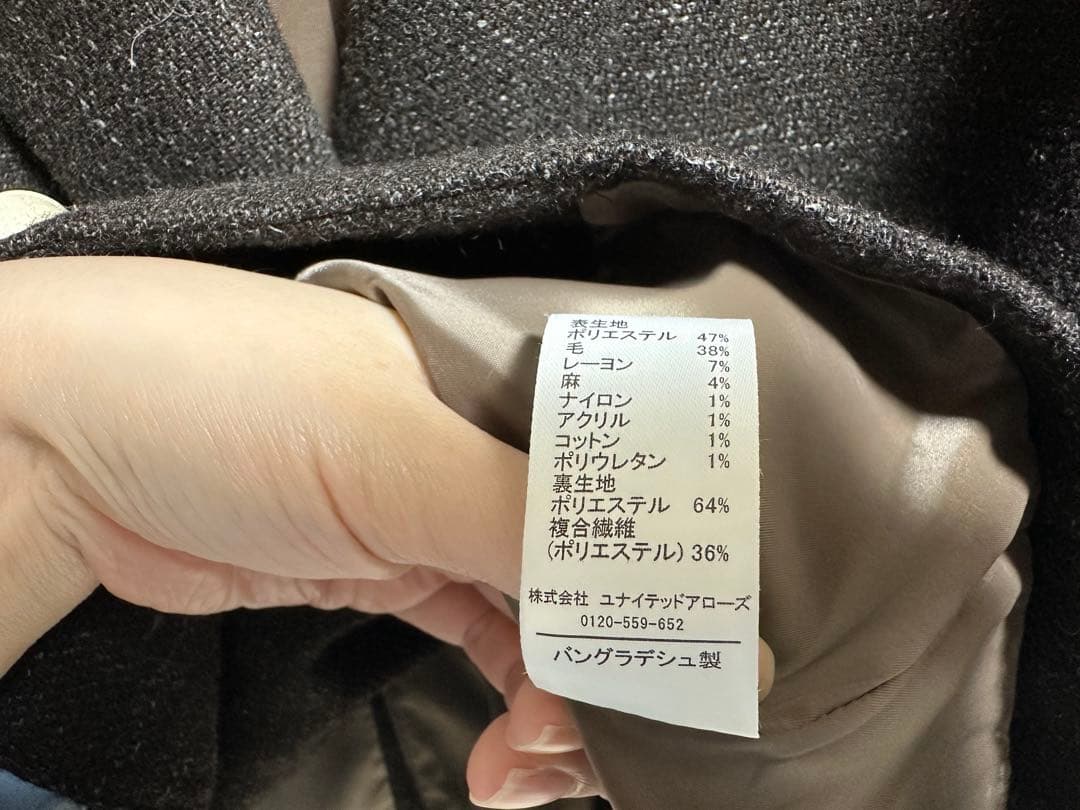 表生地
ポリエステル 47%
毛 38%
レーヨン 7%
麻 4%
ナイロン 1%
アクリル 1%
コットン 1%
ポリウレタン 1%
裏生地
ポリエステル 64%
複合繊維
(ポリエステル) 36%
株式会社 ユナイテッドアローズ
0120-559-652
バングラデシュ製